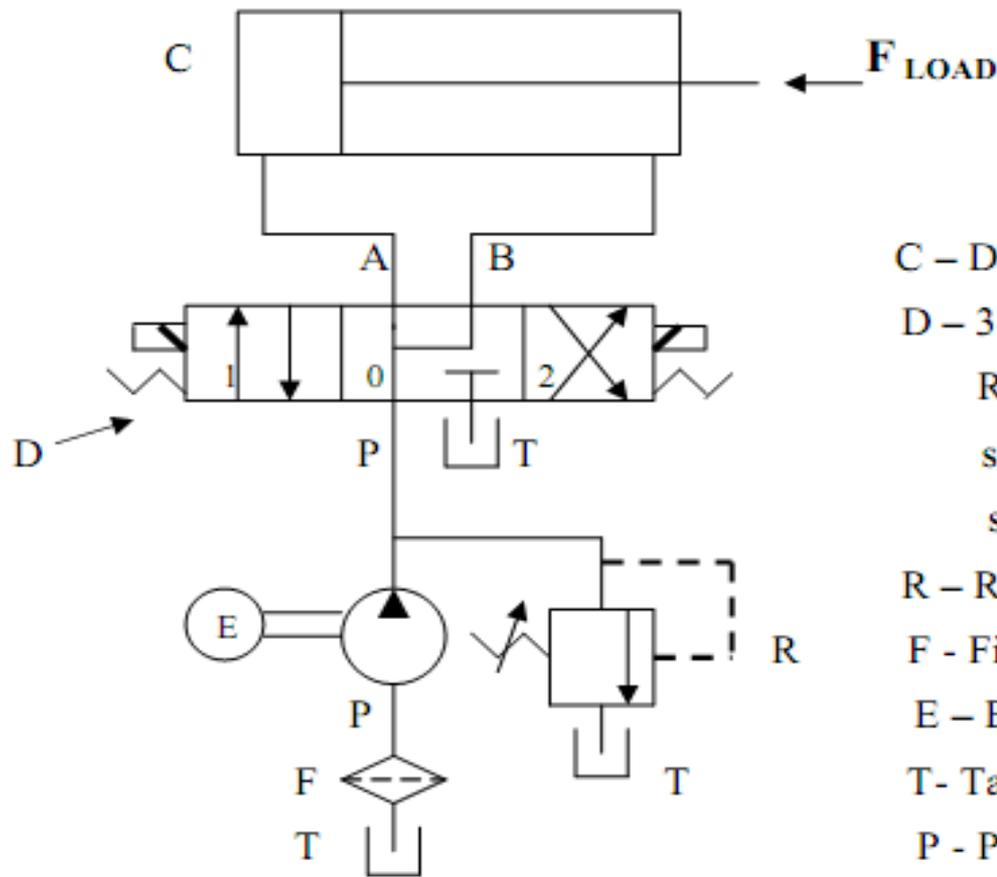 C
F LOAD
A B
C – D
D – 3
1 0 2
R
D P T
s
s
R – R
E R
F - Fi
P
E – E
F T
T- Ta
T
P - P